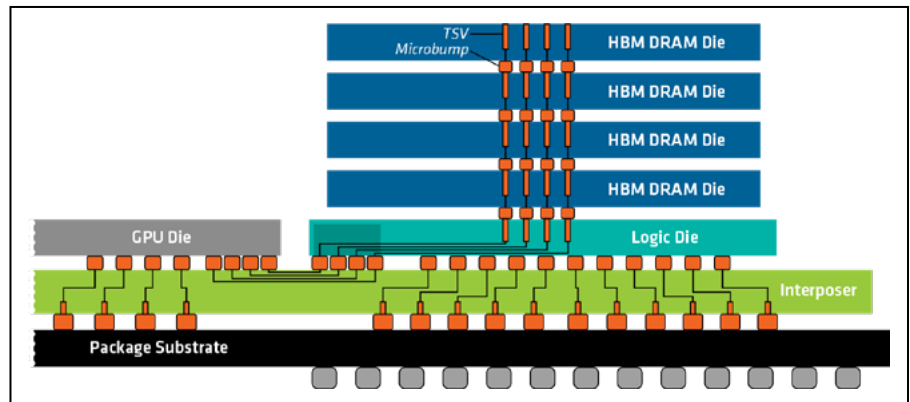 TSV
Microbump
HBM DRAM Die
HBM DRAM Die
HBM DRAM Die
HBM DRAM Die
GPU Die
Logic Die
Interposer
Package Substrate